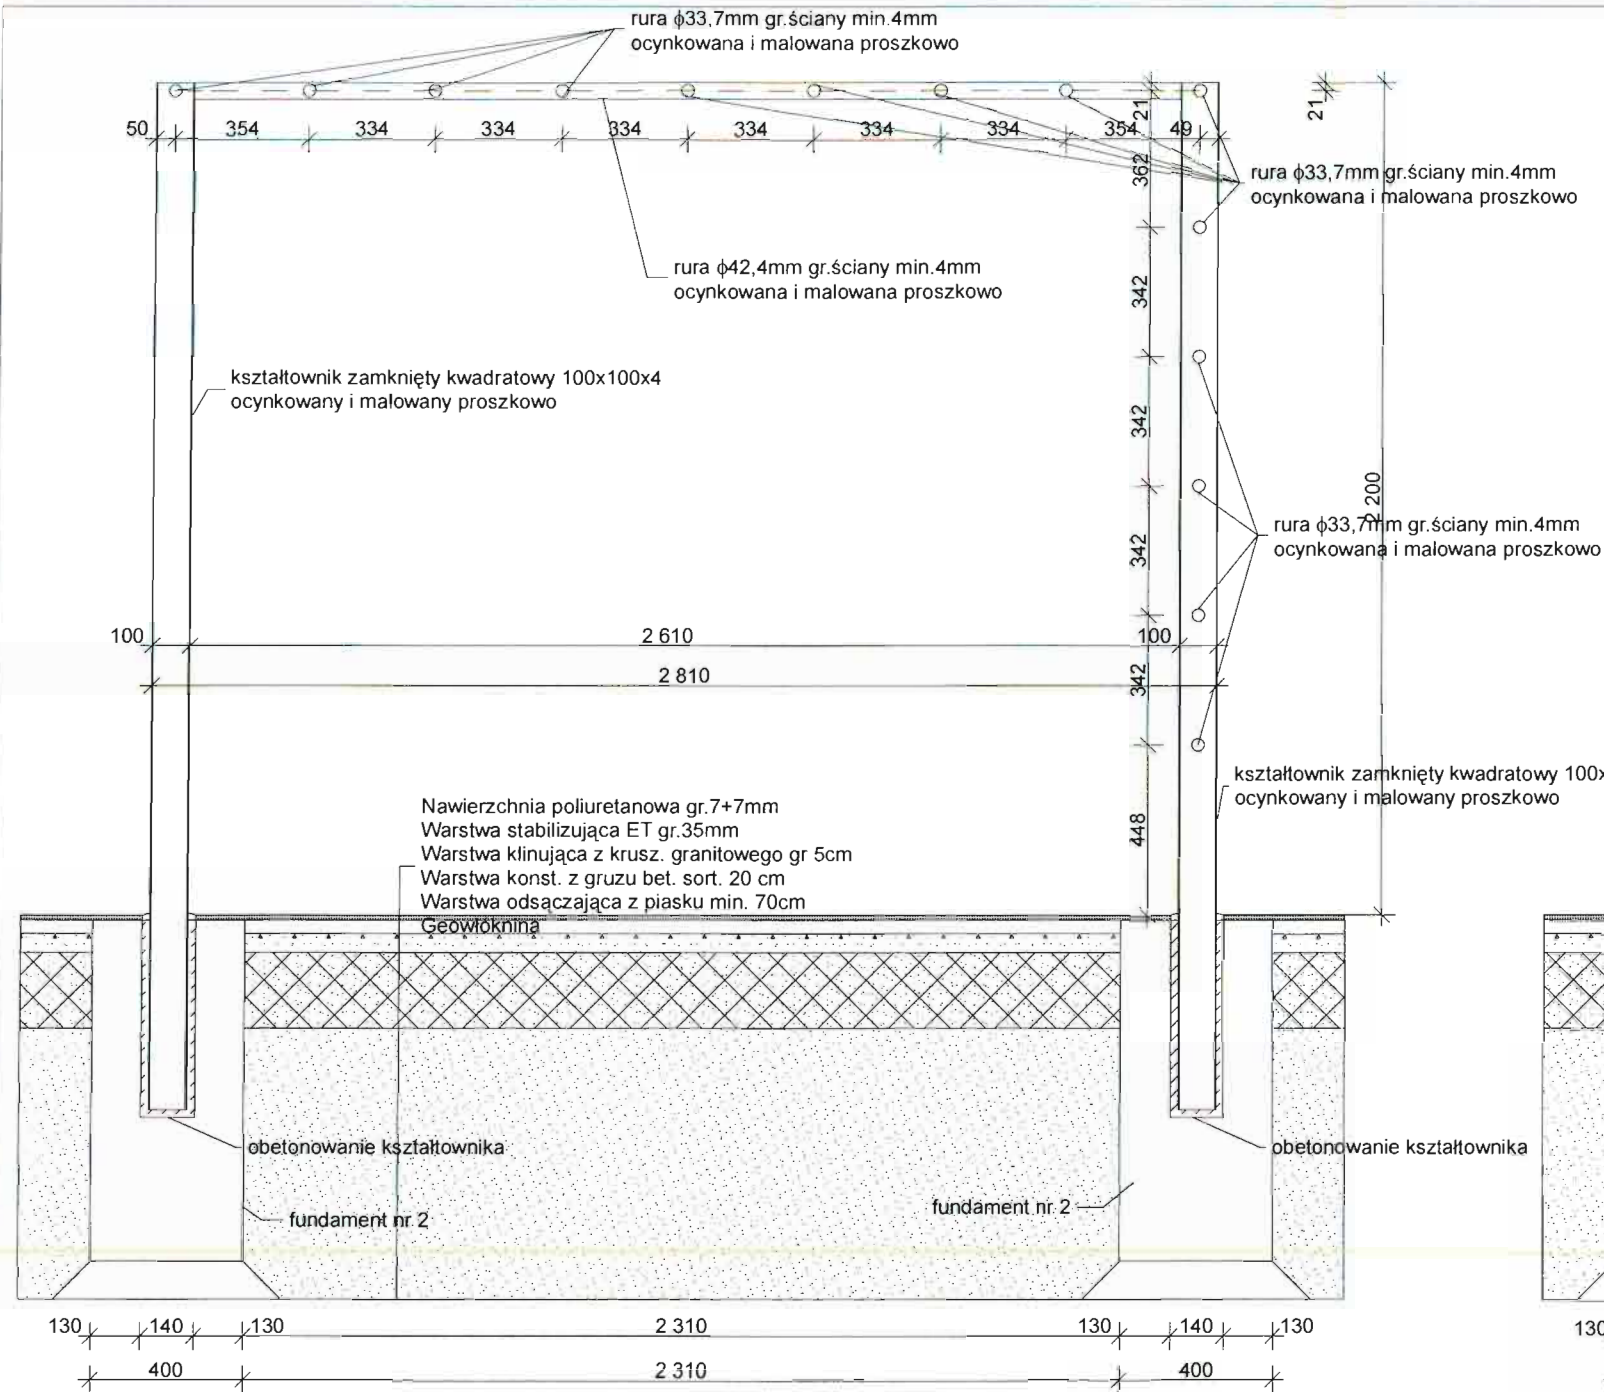 rura ϕ33,7mm gr.ściany min.4mm
ocynkowana i malowana proszkowo
50 354 334 334 334 334 334 334 354 49
21
21
362
rura ϕ33,7mm gr.ściany min.4mm
ocynkowana i malowana proszkowo
rura ϕ42,4mm gr.ściany min.4mm
ocynkowana i malowana proszkowo
342
kształtownik zamknięty kwadratowy 100x100x4
ocynkowany i malowany proszkowo
342
2 200
rura ϕ33,7mm gr.ściany min.4mm
ocynkowana i malowana proszkowo
342
100 2 610 100
2 810
342
kształtownik zamknięty kwadratowy 100x
ocynkowany i malowany proszkowo
448
Nawierzchnia poliuretanowa gr.7+7mm
Warstwa stabilizująca ET gr.35mm
Warstwa klinująca z krusz. granitowego gr 5cm
Warstwa konst. z gruzu bet. sort. 20 cm
Warstwa odsączająca z piasku min. 70cm
Geowłóknina
obetonowanie kształtownika
obetonowanie kształtownika
fundament nr 2
fundament nr 2
130 140 130 2 310 130 140 130
130
400 2 310 400